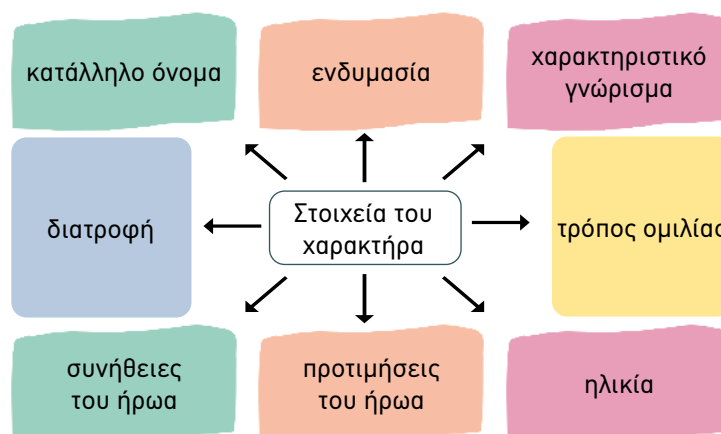 κατάλληλο όνομα
ενδυμασία
χαρακτηριστικό
γνώρισμα
διατροφή
Στοιχεία του
χαρακτήρα
τρόπος ομιλίας
συνήθειες
του ήρωα
προτιμήσεις
του ήρωα
ηλικία